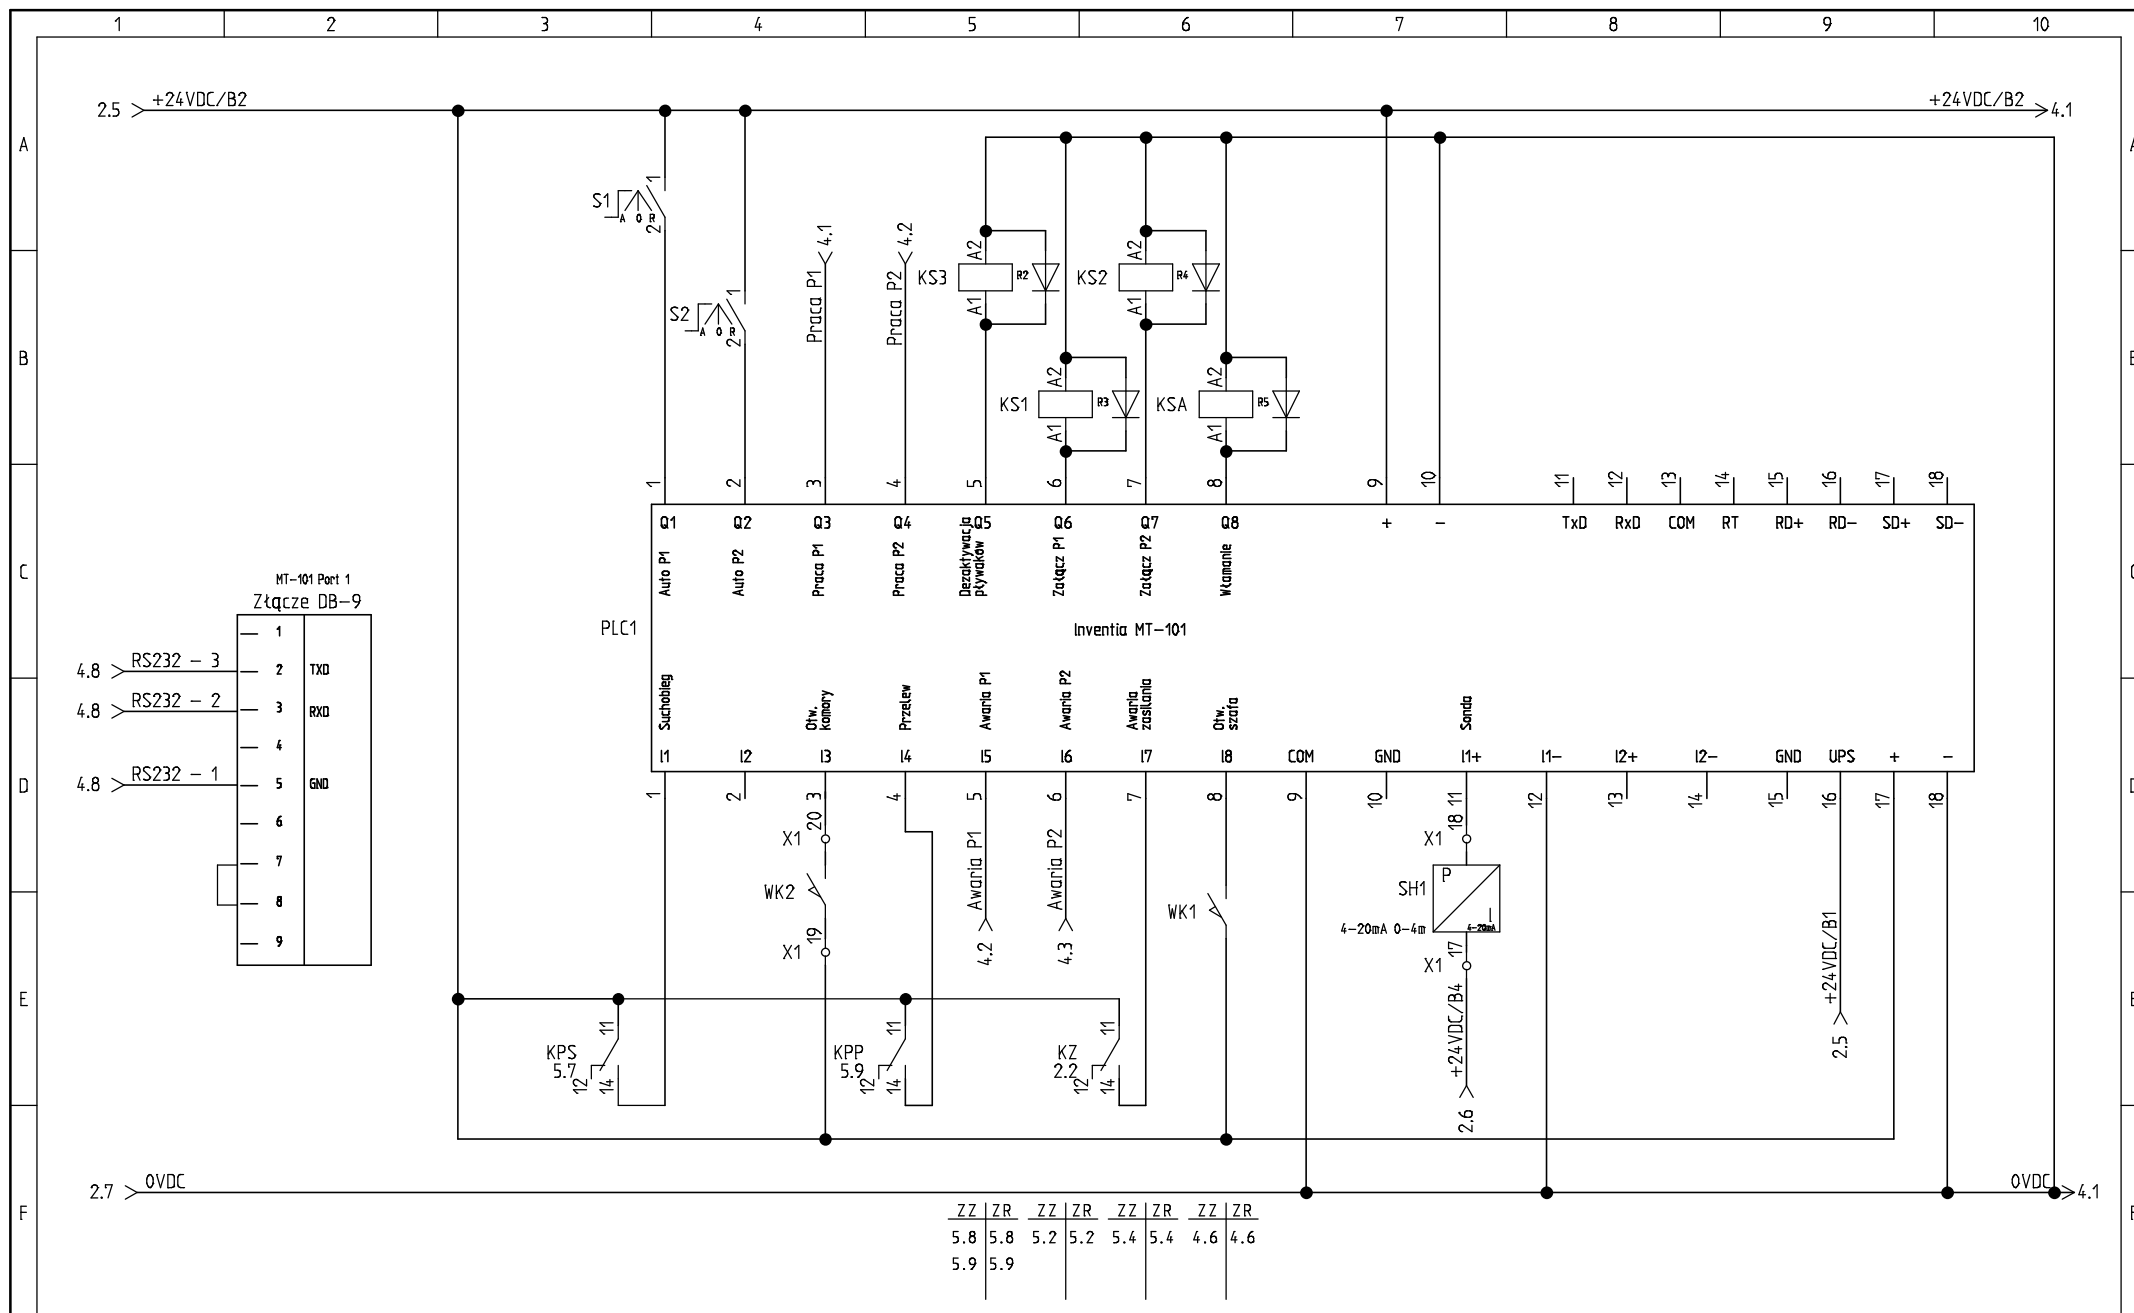 1 2 3 4 5 6 7 8 9 10
A
B
C
D
E
F
A
2.5 +24VDC/B2
+24VDC/B2 4.1
S1
A 0 R
1
2
S2
A 0 R
1
2
4.1
Praca P1
4.2
Praca P2
KS3
A2
A1
R2
KS2
A2
A1
R4
KS1
A2
A1
R3
KSA
A2
A1
R5
1 2 3 4 5 6 7 8 9 10 11 12 13 14 15 16 17 18
Q1 Q2 Q3 Q4 Q5 Q6 Q7 Q8 + - TxD RxD COM RT RD+ RD- SD+ SD-
Auto P1
Auto P2
Praca P1
Praca P2
Dezaktywacja
pływaków
Załącz P1
Załącz P2
Włamanie
PLC1
Inventia MT-101
MT-101 Port 1
Złącze DB-9
1
2 TXD
3 RXD
4
5 GND
6
7
8
9
4.8 RS232 - 3
4.8 RS232 - 2
4.8 RS232 - 1
Suchobieg
Otw.
komory
Przelew
Awaria P1
Awaria P2
Awaria
zasilania
Otw.
szafa
Sonda
I1 I2 I3 I4 I5 I6 I7 I8 COM GND I1+ I1- I2+ I2- GND UPS + -
1 2 3 4 5 6 7 8 9 10 11 12 13 14 15 16 17 18
X1 20
WK2
X1 19
Awaria P1
4.2
Awaria P2
4.3
WK1
X1 18
SH1
P
I
4-20mA
4-20mA 0-4m
X1 17
+24VDC/B4
2.6
+24VDC/B1
2.5
KPS
5.7
11
12
14
KPP
5.9
11
12
14
KZ
2.2
11
12
14
2.7 0VDC
0VDC 4.1
ZZ ZR ZZ ZR ZZ ZR ZZ ZR
5.8 5.8 5.2 5.2 5.4 5.4 4.6 4.6
5.9 5.9